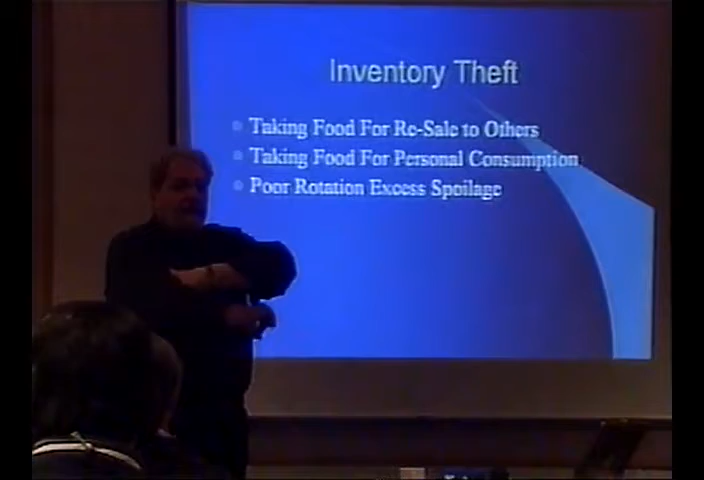 Inventory Theft
Taking Food For Re-Sale to Others
Taking Food For Personal Consumption
Poor Rotation Excess Spoilage